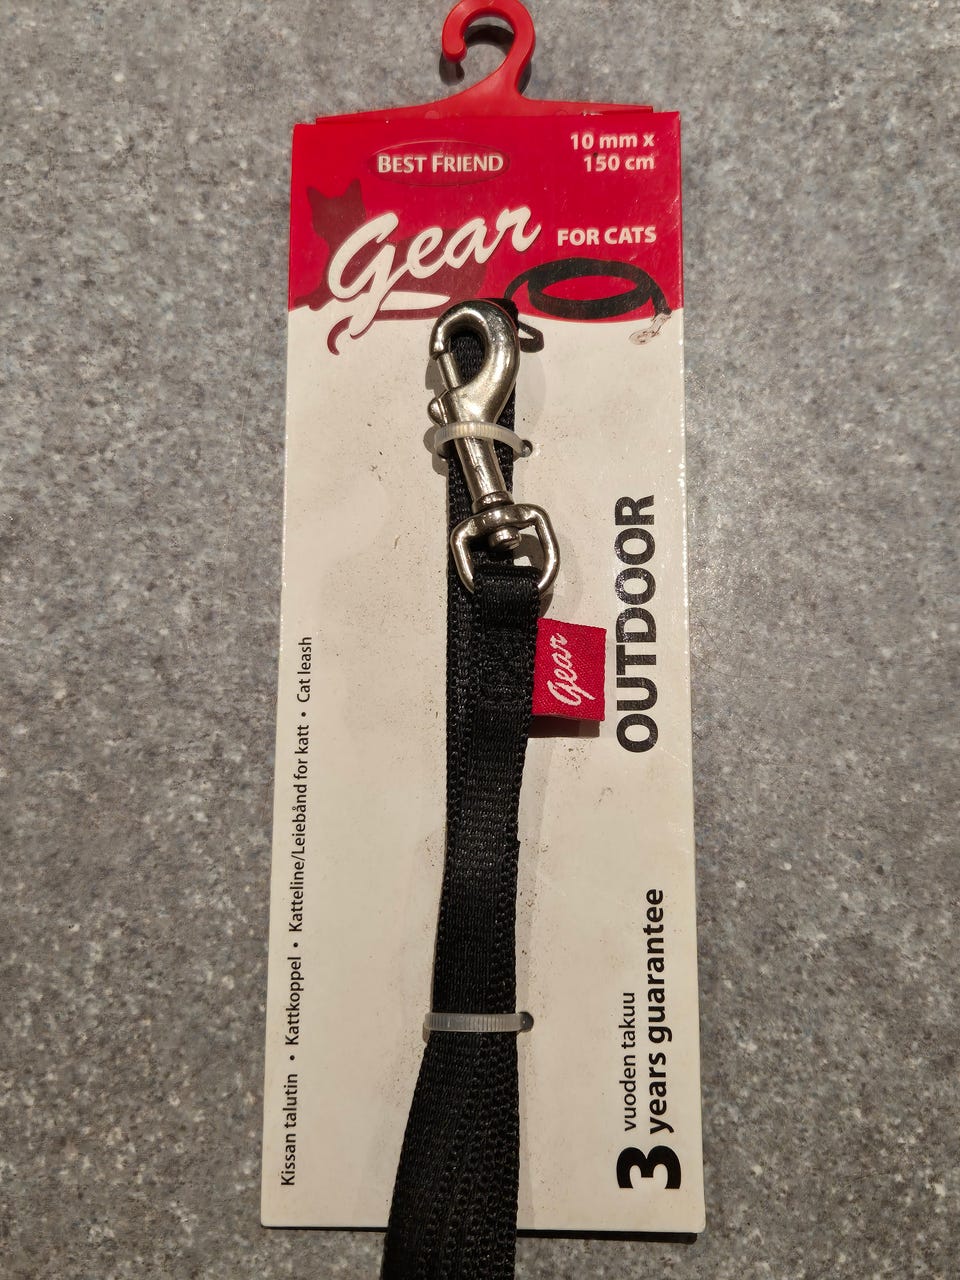 BEST FRIEND
10 mm x
150 cm
Gear
FOR CATS
Gear
OUTDOOR
Kissan talutin • Kattkoppel • Katteline/Leiebånd for katt • Cat leash
3 vuoden takuu
years guarantee